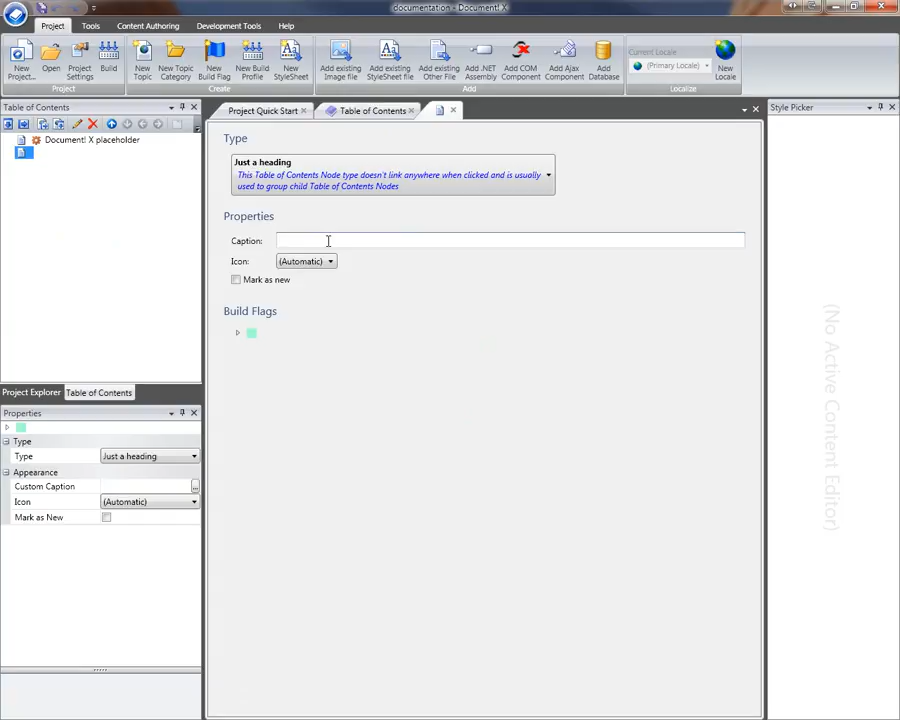 documentation - Document! X
Project
Tools
Content Authoring
Development Tools
Help
New Project...
Open
Project Settings
Build
New Topic
New Topic Category
New Build Flag
New Build Profile
New StyleSheet
Add existing Image file
Add existing StyleSheet file
Add existing Other File
Add .NET Assembly
Add COM Component
Add Ajax Component
Add Database
Current Locale
(Primary Locale)
New Locale
Project
Create
Add
Localize
Table of Contents
Project Quick Start
Table of Contents
Style Picker
Document! X placeholder
Type
Just a heading
This Table of Contents Node type doesn't link anywhere when clicked and is usually
used to group child Table of Contents Nodes
Properties
Caption:
Icon:
(Automatic)
Mark as new
Build Flags
(No Active Content Editor)
Project Explorer
Table of Contents
Properties
Type
Type
Just a heading
Appearance
Custom Caption
...
Icon
(Automatic)
Mark as New